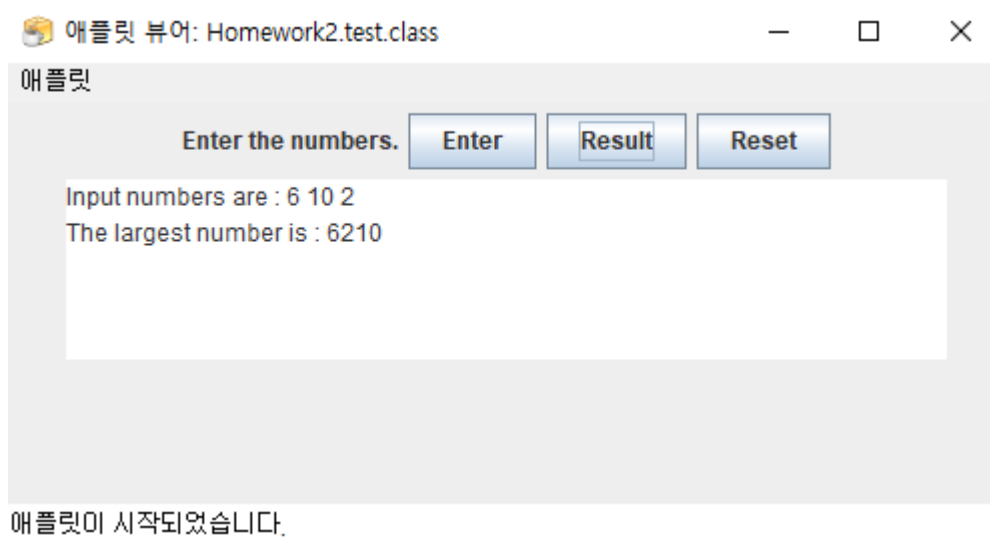 애플릿 뷰어: Homework2.test.class
애플릿
Enter the numbers. Enter Result Reset
Input numbers are : 6 10 2
The largest number is : 6210
애플릿이 시작되었습니다.